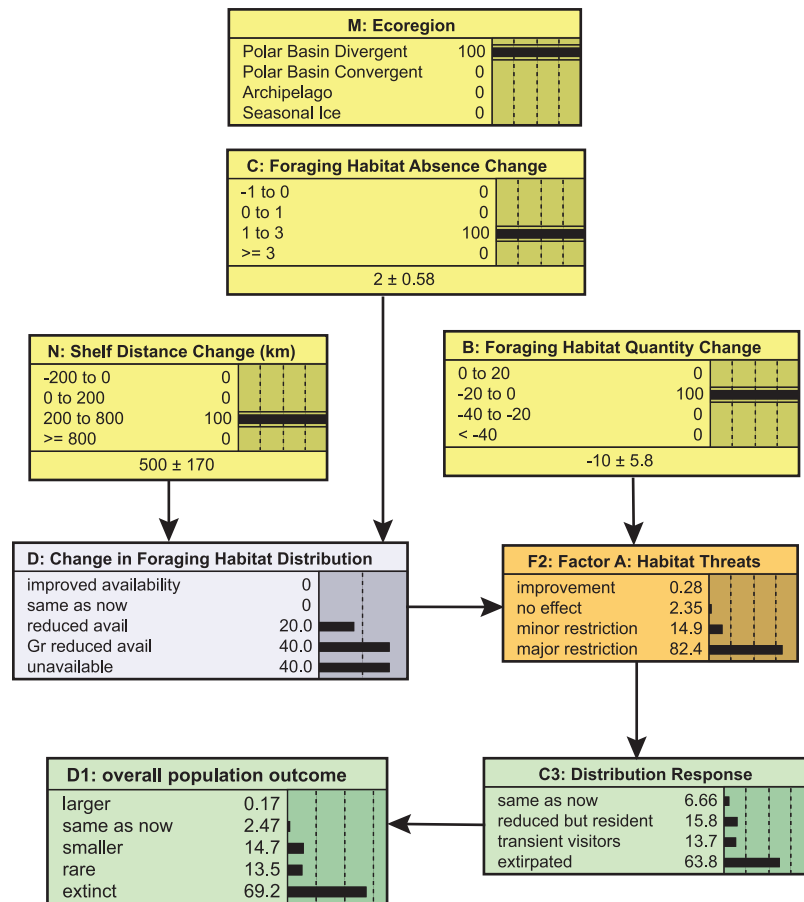 M: Ecoregion
Polar Basin Divergent 100
Polar Basin Convergent 0
Archipelago 0
Seasonal Ice 0
C: Foraging Habitat Absence Change
-1 to 0 0
0 to 1 0
1 to 3 100
>= 3 0
2 ± 0.58
N: Shelf Distance Change (km)
-200 to 0 0
0 to 200 0
200 to 800 100
>= 800 0
500 ± 170
B: Foraging Habitat Quantity Change
0 to 20 0
-20 to 0 100
-40 to -20 0
< -40 0
-10 ± 5.8
D: Change in Foraging Habitat Distribution
improved availability 0
same as now 0
reduced avail 20.0
Gr reduced avail 40.0
unavailable 40.0
F2: Factor A: Habitat Threats
improvement 0.28
no effect 2.35
minor restriction 14.9
major restriction 82.4
D1: overall population outcome
larger 0.17
same as now 2.47
smaller 14.7
rare 13.5
extinct 69.2
C3: Distribution Response
same as now 6.66
reduced but resident 15.8
transient visitors 13.7
extirpated 63.8